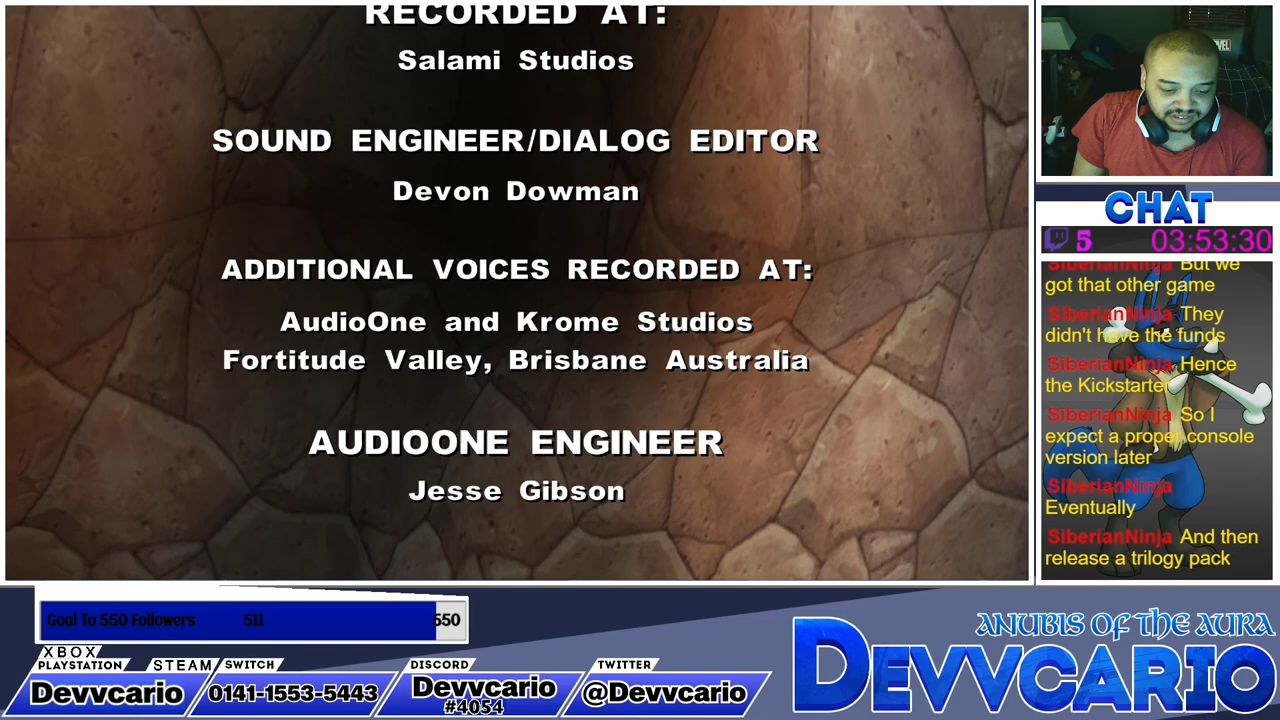 RECORDED AT:
Salami Studios
SOUND ENGINEER/DIALOG EDITOR
Devon Dowman
ADDITIONAL VOICES RECORDED AT:
AudioOne and Krome Studios
Fortitude Valley, Brisbane Australia
AUDIOONE ENGINEER
Jesse Gibson
CHAT
5 03:53:30
SiberianNinja But we
got that other game
SiberianNinja They
didn't have the funds
SiberianNinja Hence
the Kickstarter
SiberianNinja So I
expect a proper console
version later
SiberianNinja
Eventually
SiberianNinja And then
release a trilogy pack
Goal To 550 Followers 511 550
XBOX
PLAYSTATION STEAM SWITCH DISCORD TWITTER
Devvcario 0141-1553-5443 Devvcario #4054 @Devvcario
ANUBIS OF THE AURA
DEVVCARIO